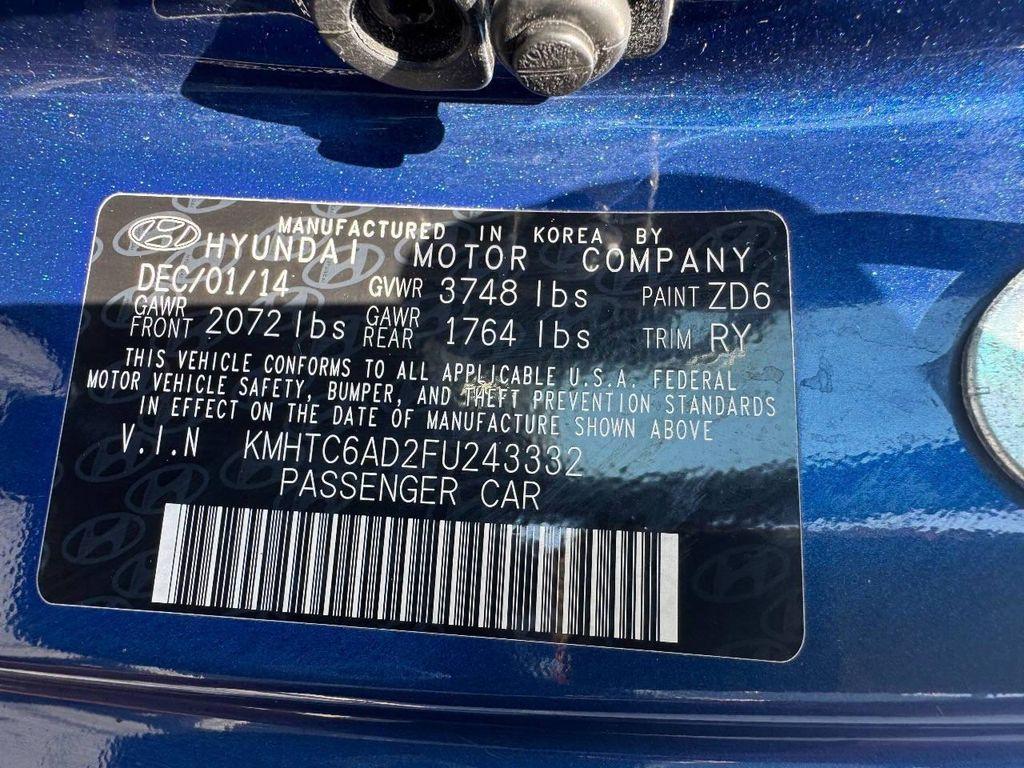 MANUFACTURED IN KOREA BY
HYUNDAI MOTOR COMPANY
DEC/01/14 GVWR 3748 lbs PAINT ZD6
GAWR FRONT 2072 lbs GAWR REAR 1764 lbs TRIM RY
THIS VEHICLE CONFORMS TO ALL APPLICABLE U.S.A. FEDERAL
MOTOR VEHICLE SAFETY, BUMPER, AND THEFT PREVENTION STANDARDS
IN EFFECT ON THE DATE OF MANUFACTURE SHOWN ABOVE
V.I.N KMHTC6AD2FU243332
PASSENGER CAR